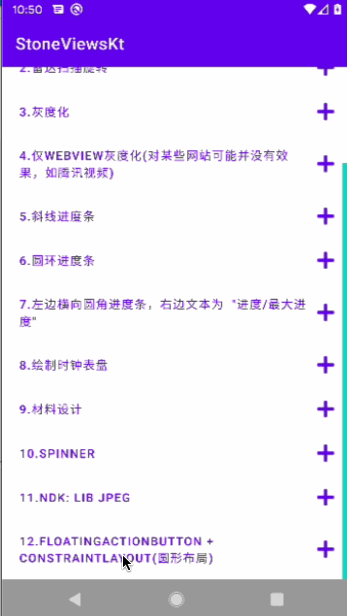 10:50
StoneViewsKt
2.雷达扫描旋转
3.灰度化
4.仅WEBVIEW灰度化(对某些网站可能并没有效
果，如腾讯视频)
5.斜线进度条
6.圆环进度条
7.左边横向圆角进度条，右边文本为 "进度/最大进
度"
8.绘制时钟表盘
9.材料设计
10.SPINNER
11.NDK: LIB JPEG
12.FLOATINGACTIONBUTTON +
CONSTRAINTLAYOUT(圆形布局)